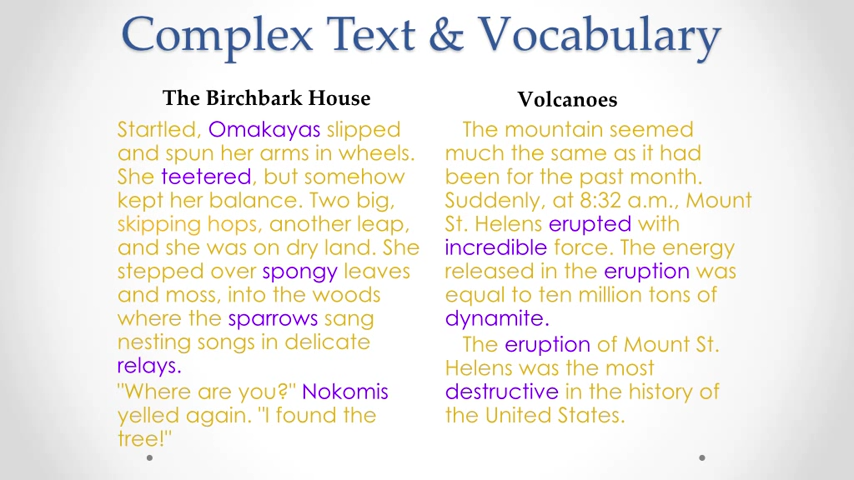 Complex Text & Vocabulary
The Birchbark House
Startled, Omakayas slipped
and spun her arms in wheels.
She teetered, but somehow
kept her balance. Two big,
skipping hops, another leap,
and she was on dry land. She
stepped over spongy leaves
and moss, into the woods
where the sparrows sang
nesting songs in delicate
relays.
"Where are you?" Nokomis
yelled again. "I found the
tree!"
Volcanoes
The mountain seemed
much the same as it had
been for the past month.
Suddenly, at 8:32 a.m., Mount
St. Helens erupted with
incredible force. The energy
released in the eruption was
equal to ten million tons of
dynamite.
The eruption of Mount St.
Helens was the most
destructive in the history of
the United States.